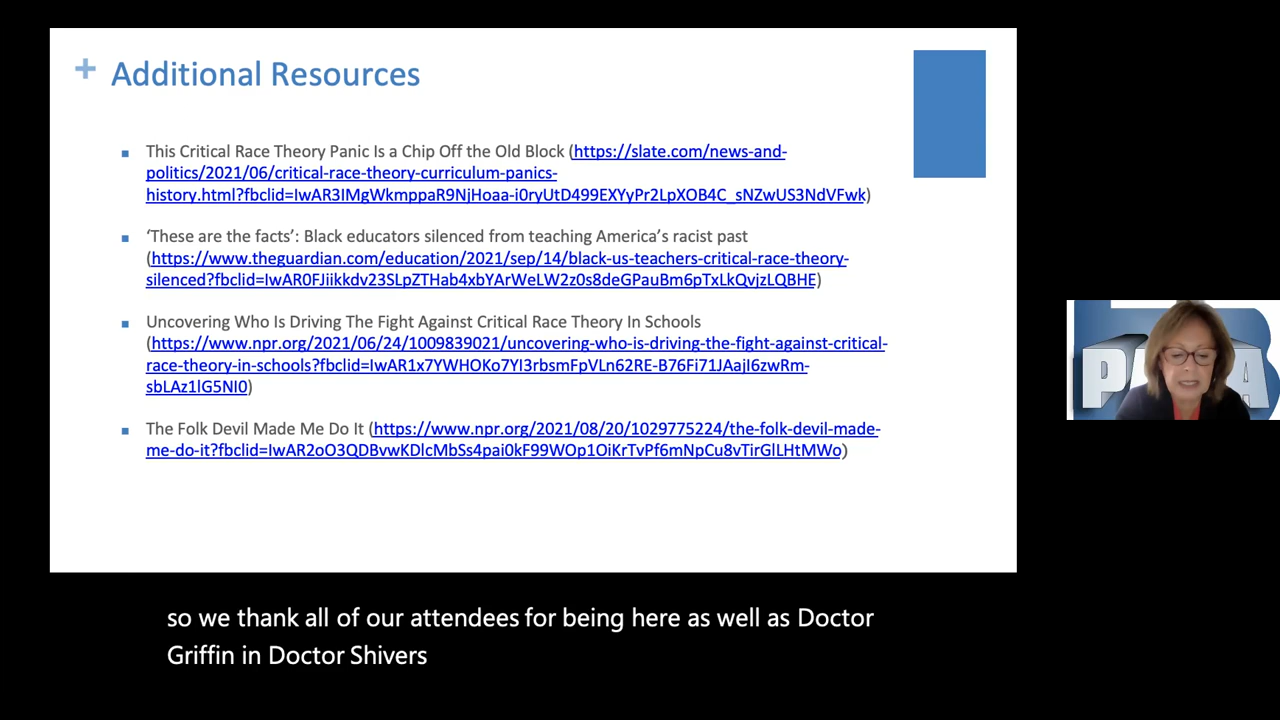 + Additional Resources
▪ This Critical Race Theory Panic Is a Chip Off the Old Block (https://slate.com/news-and-
politics/2021/06/critical-race-theory-curriculum-panics-
history.html?fbclid=IwAR3IMgWkmppaR9NjHoaa-i0ryUtD499EXYyPr2LpXOB4C_sNZwUS3NdVFwk)
▪ ‘These are the facts’: Black educators silenced from teaching America’s racist past
(https://www.theguardian.com/education/2021/sep/14/black-us-teachers-critical-race-theory-
silenced?fbclid=IwAR0FJiikkdv23SLpZTHab4xbYArWeLW2z0s8deGPauBm6pTxLkQvjzLQBHE)
▪ Uncovering Who Is Driving The Fight Against Critical Race Theory In Schools
(https://www.npr.org/2021/06/24/1009839021/uncovering-who-is-driving-the-fight-against-critical-
race-theory-in-schools?fbclid=IwAR1x7YWHOKo7YI3rbsmFpVLn62RE-B76Fi71JAajI6zwRm-
sbLAz1lG5NI0)
▪ The Folk Devil Made Me Do It (https://www.npr.org/2021/08/20/1029775224/the-folk-devil-made-
me-do-it?fbclid=IwAR2oO3QDBvwKDlcMbSs4pai0kF99WOp1OiKrTvPf6mNpCu8vTirGlLHtMWo)
so we thank all of our attendees for being here as well as Doctor
Griffin in Doctor Shivers